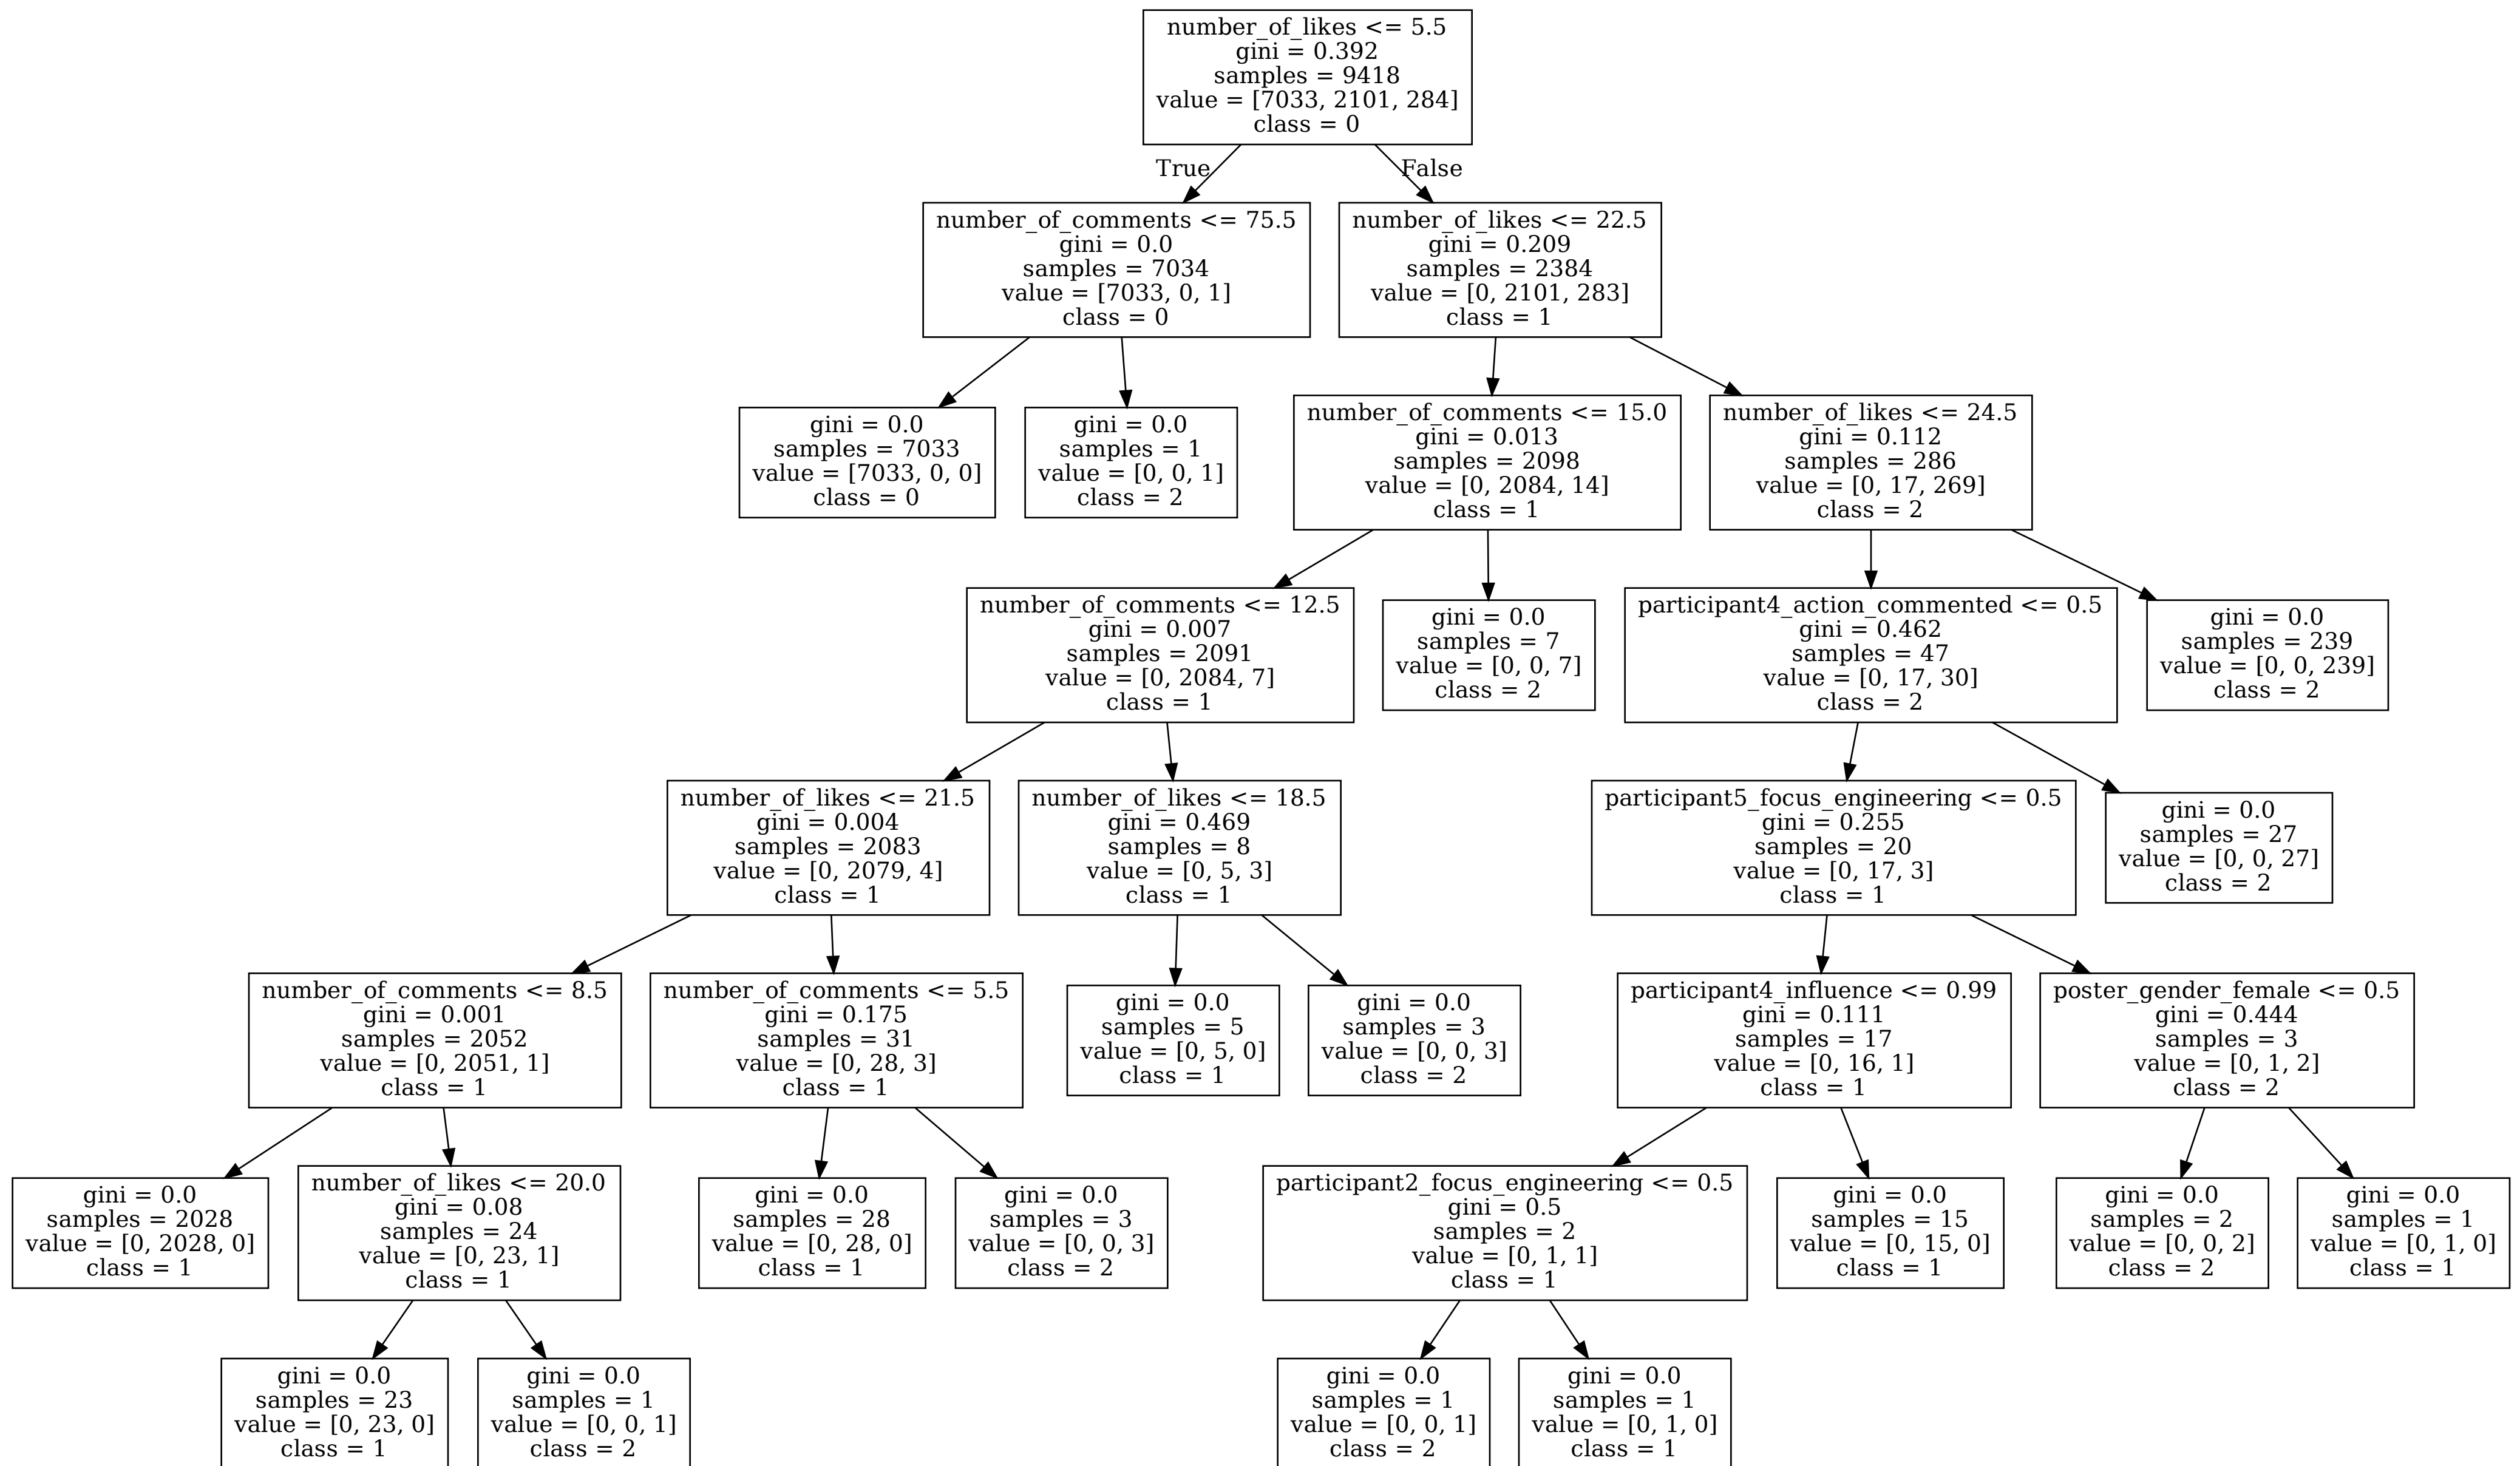 number_of_likes <= 5.5
gini = 0.392
samples = 9418
value = [7033, 2101, 284]
class = 0
True
False
number_of_comments <= 75.5
gini = 0.0
samples = 7034
value = [7033, 0, 1]
class = 0
number_of_likes <= 22.5
gini = 0.209
samples = 2384
value = [0, 2101, 283]
class = 1
gini = 0.0
samples = 7033
value = [7033, 0, 0]
class = 0
gini = 0.0
samples = 1
value = [0, 0, 1]
class = 2
number_of_comments <= 15.0
gini = 0.013
samples = 2098
value = [0, 2084, 14]
class = 1
number_of_likes <= 24.5
gini = 0.112
samples = 286
value = [0, 17, 269]
class = 2
number_of_comments <= 12.5
gini = 0.007
samples = 2091
value = [0, 2084, 7]
class = 1
gini = 0.0
samples = 7
value = [0, 0, 7]
class = 2
participant4_action_commented <= 0.5
gini = 0.462
samples = 47
value = [0, 17, 30]
class = 2
gini = 0.0
samples = 239
value = [0, 0, 239]
class = 2
number_of_likes <= 21.5
gini = 0.004
samples = 2083
value = [0, 2079, 4]
class = 1
number_of_likes <= 18.5
gini = 0.469
samples = 8
value = [0, 5, 3]
class = 1
participant5_focus_engineering <= 0.5
gini = 0.255
samples = 20
value = [0, 17, 3]
class = 1
gini = 0.0
samples = 27
value = [0, 0, 27]
class = 2
number_of_comments <= 8.5
gini = 0.001
samples = 2052
value = [0, 2051, 1]
class = 1
number_of_comments <= 5.5
gini = 0.175
samples = 31
value = [0, 28, 3]
class = 1
gini = 0.0
samples = 5
value = [0, 5, 0]
class = 1
gini = 0.0
samples = 3
value = [0, 0, 3]
class = 2
participant4_influence <= 0.99
gini = 0.111
samples = 17
value = [0, 16, 1]
class = 1
poster_gender_female <= 0.5
gini = 0.444
samples = 3
value = [0, 1, 2]
class = 2
gini = 0.0
samples = 2028
value = [0, 2028, 0]
class = 1
number_of_likes <= 20.0
gini = 0.08
samples = 24
value = [0, 23, 1]
class = 1
gini = 0.0
samples = 28
value = [0, 28, 0]
class = 1
gini = 0.0
samples = 3
value = [0, 0, 3]
class = 2
participant2_focus_engineering <= 0.5
gini = 0.5
samples = 2
value = [0, 1, 1]
class = 1
gini = 0.0
samples = 15
value = [0, 15, 0]
class = 1
gini = 0.0
samples = 2
value = [0, 0, 2]
class = 2
gini = 0.0
samples = 1
value = [0, 1, 0]
class = 1
gini = 0.0
samples = 23
value = [0, 23, 0]
class = 1
gini = 0.0
samples = 1
value = [0, 0, 1]
class = 2
gini = 0.0
samples = 1
value = [0, 0, 1]
class = 2
gini = 0.0
samples = 1
value = [0, 1, 0]
class = 1